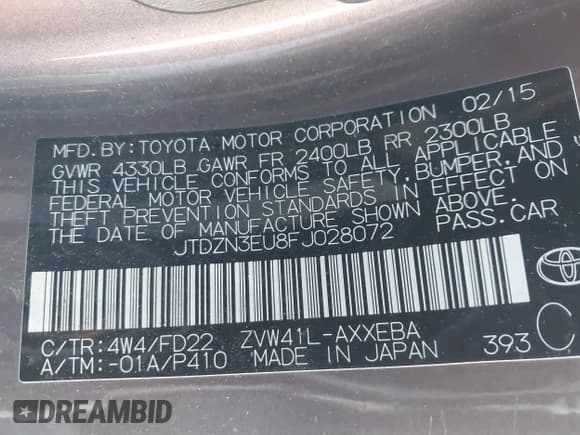 02/15
MFD. BY: TOYOTA MOTOR CORPORATION
GVWR 4330LB GAWR FR 2400LB RR 2300LB
THIS VEHICLE CONFORMS TO ALL APPLICABLE
FEDERAL MOTOR VEHICLE SAFETY, BUMPER, AND
THEFT PREVENTION STANDARDS IN EFFECT ON
THE DATE OF MANUFACTURE SHOWN ABOVE.
JTDZN3EU8FJ028072 PASS. CAR
C/TR: 4W4/FD22 ZVW41L-AXXEBA
A/TM: -01A/P410 MADE IN JAPAN 393 C
DREAMBID